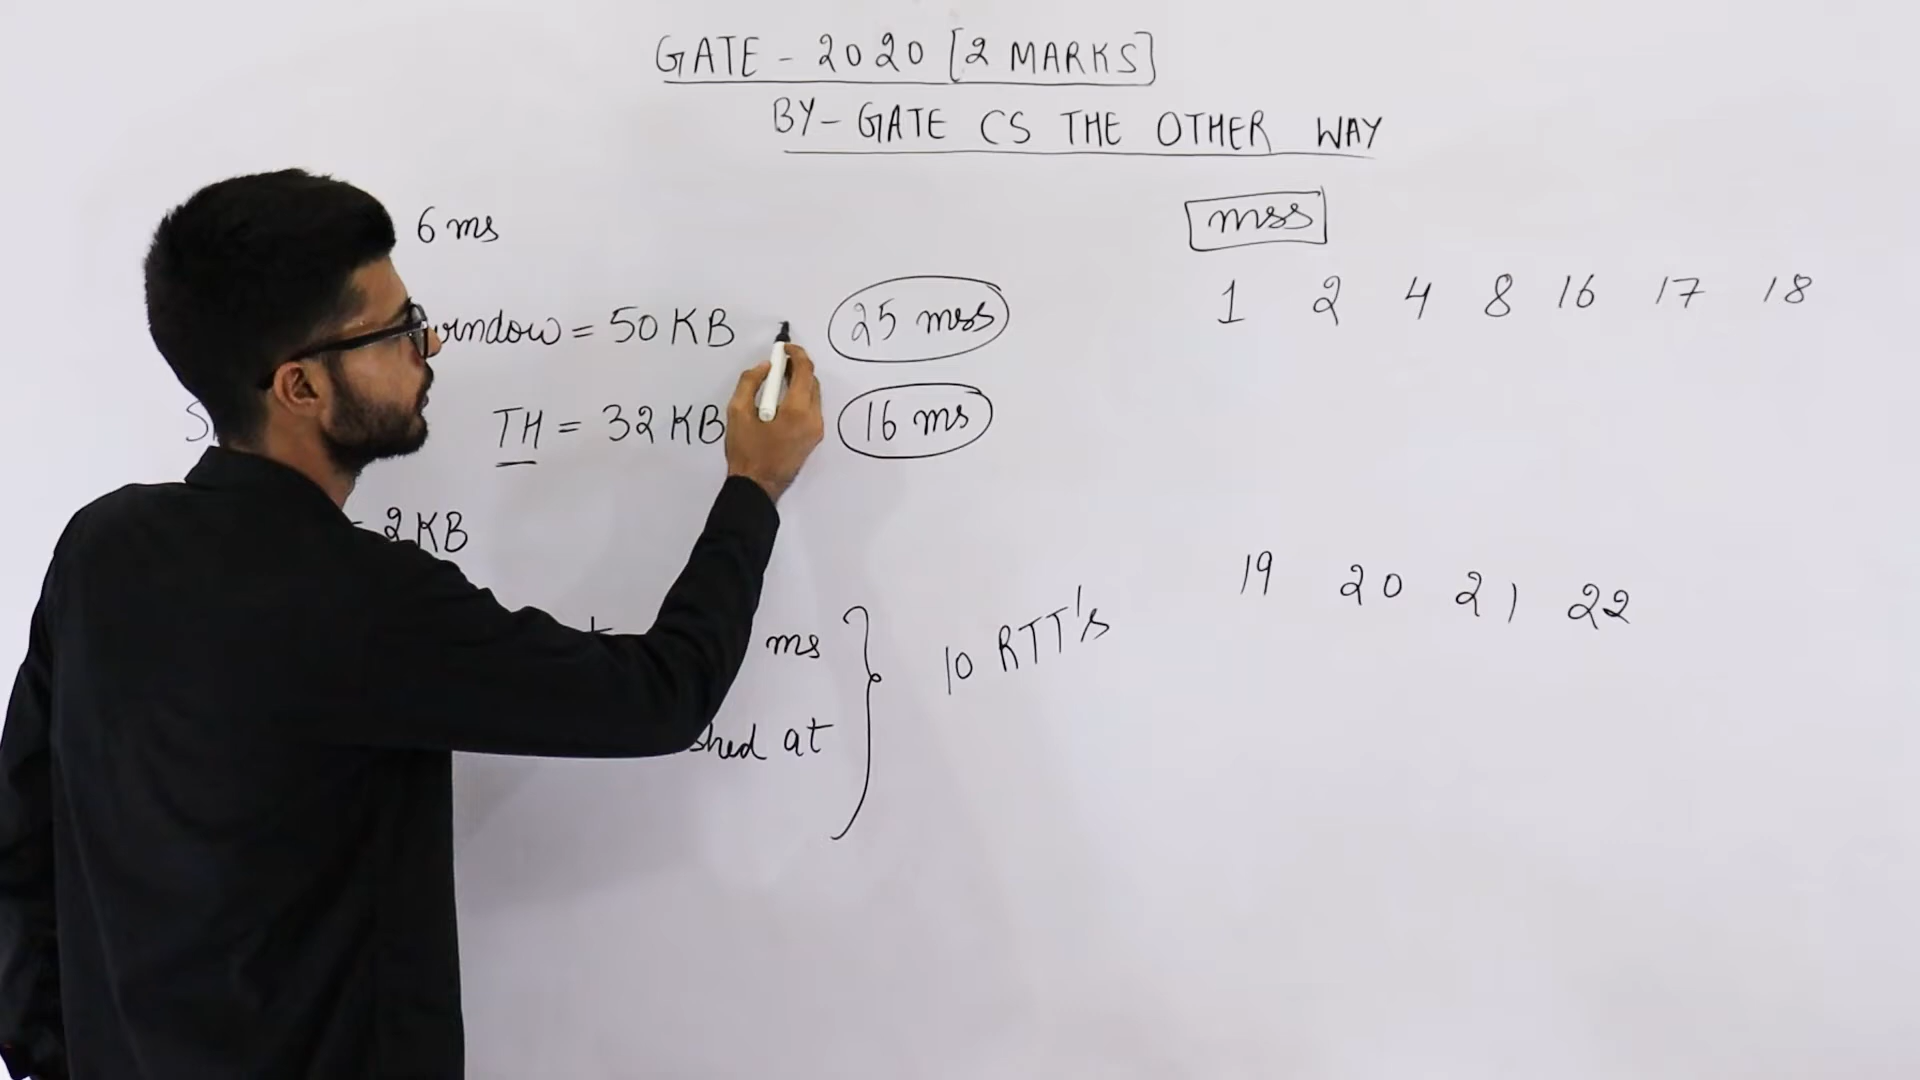 GATE - 2020 [2 MARKS]
BY - GATE CS THE OTHER WAY
6 ms
window = 50 KB 25 mss
TH = 32 KB 16 ms
2 KB
ms
at
10 RTT's
mss
1 2 4 8 16 17 18
19 20 21 22